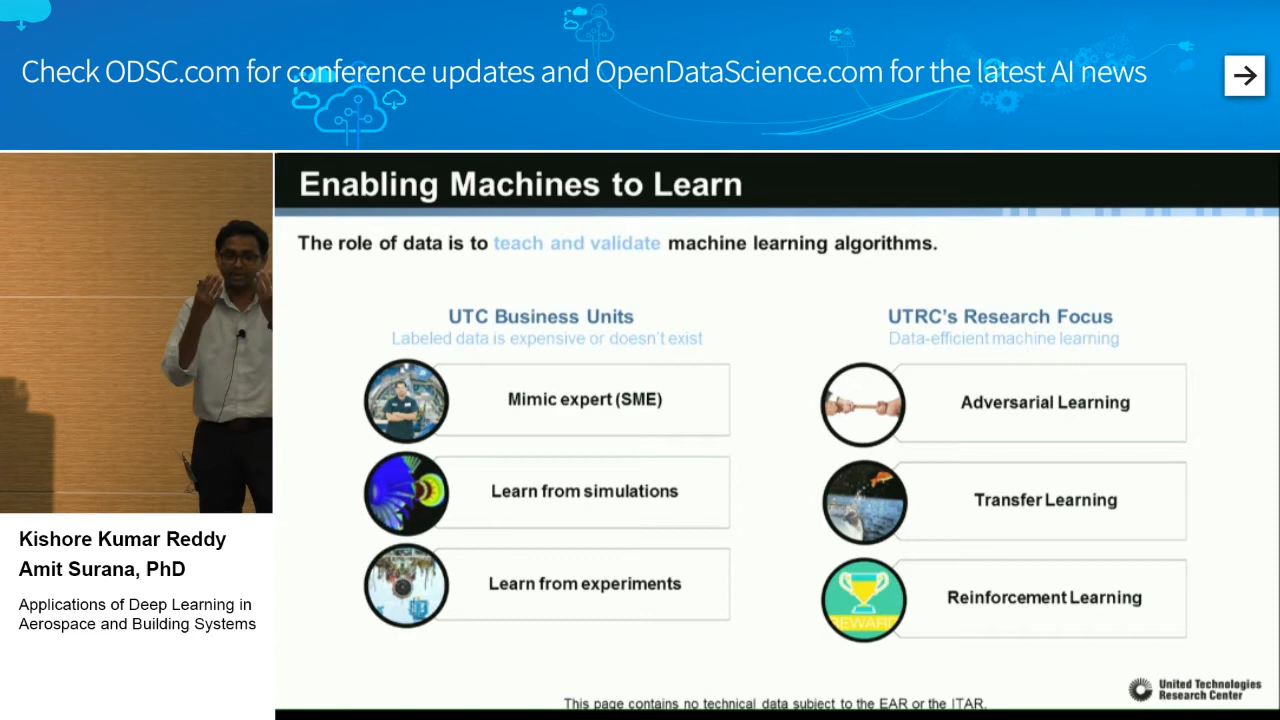 Check ODSC.com for conference updates and OpenDataScience.com for the latest AI news
Enabling Machines to Learn
The role of data is to teach and validate machine learning algorithms.
UTC Business Units
Labeled data is expensive or doesn't exist
Mimic expert (SME)
Learn from simulations
Learn from experiments
UTRC's Research Focus
Data-efficient machine learning
Adversarial Learning
Transfer Learning
Reinforcement Learning
REWARD
United Technologies
Research Center
This page contains no technical data subject to the EAR or the ITAR.
Kishore Kumar Reddy
Amit Surana, PhD
Applications of Deep Learning in
Aerospace and Building Systems